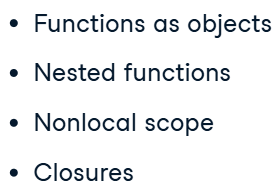 • Functions as objects
• Nested functions
• Nonlocal scope
• Closures